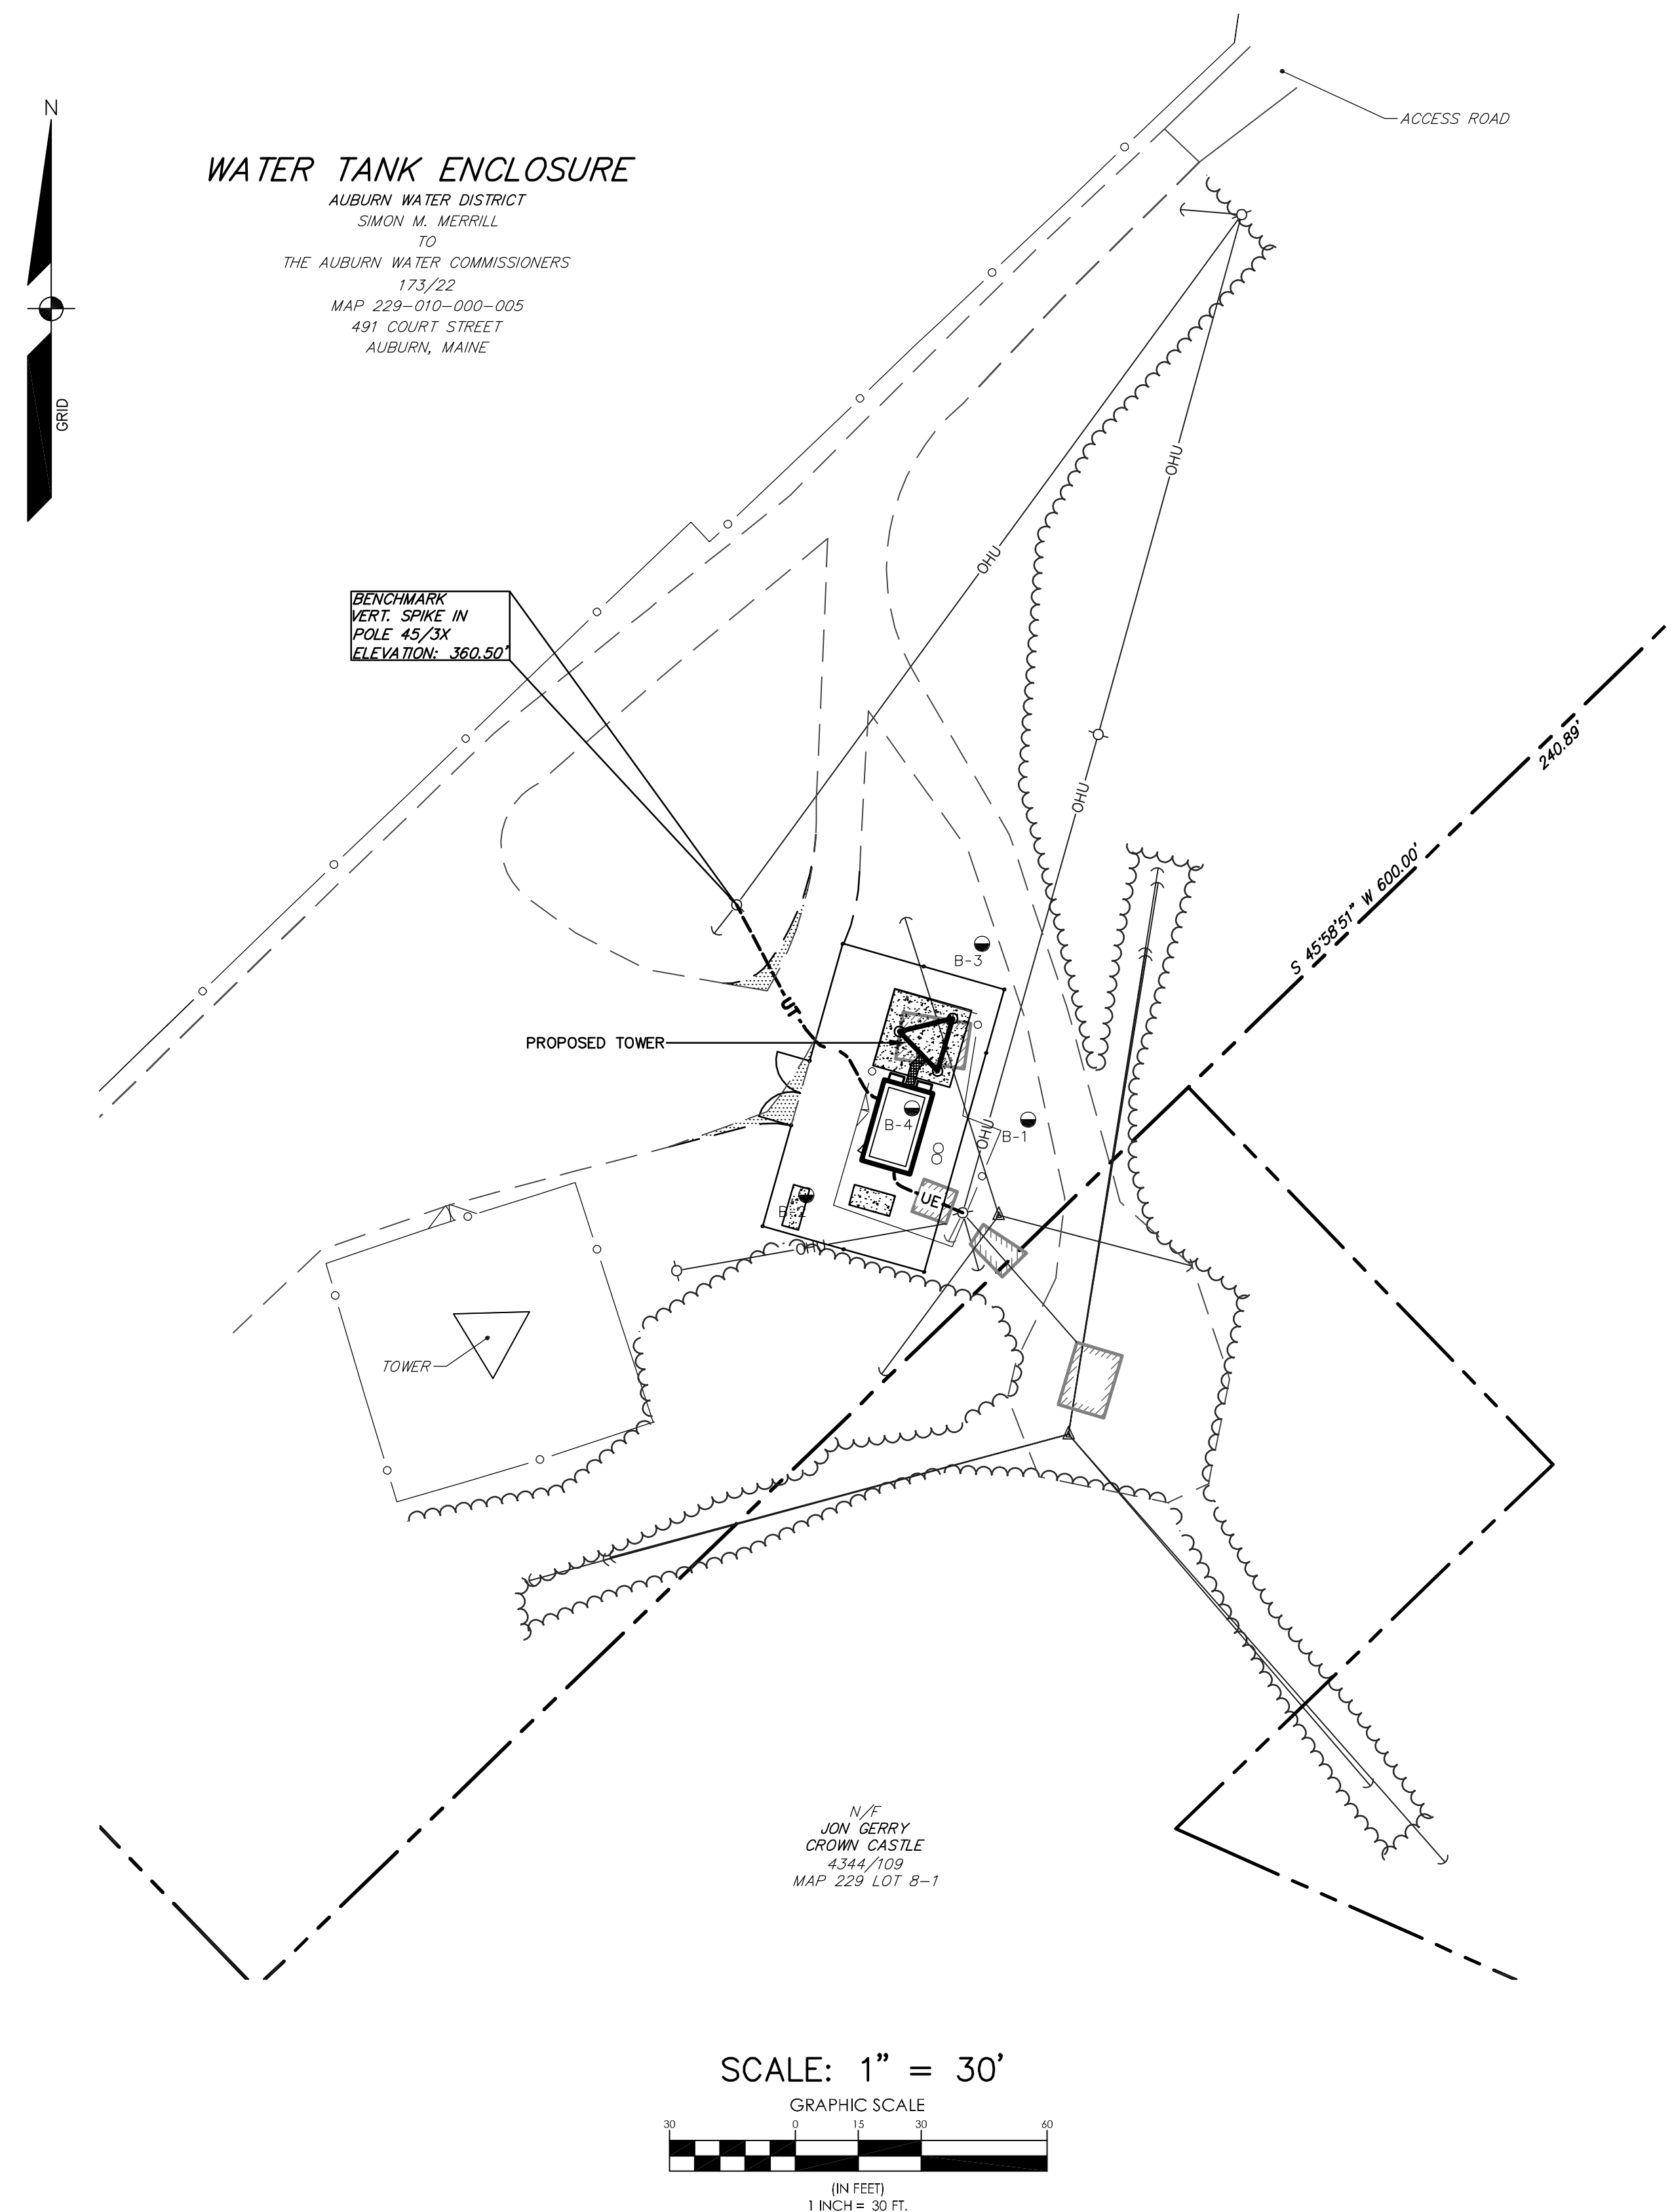 N
GRID
WATER TANK ENCLOSURE
AUBURN WATER DISTRICT
SIMON M. MERRILL
TO
THE AUBURN WATER COMMISSIONERS
173/22
MAP 229-010-000-005
491 COURT STREET
AUBURN, MAINE
ACCESS ROAD
OHU
OHU
BENCHMARK
VERT. SPIKE IN
POLE 45/3X
ELEVATION: 360.50'
240.89'
OHU
S 45°58'51" W 600.00'
B-3
UT
PROPOSED TOWER
B-4
OHU
B-1
UE
B-2
OHU
TOWER
N/F
JON GERRY
CROWN CASTLE
4344/109
MAP 229 LOT 8-1
SCALE: 1" = 30'
GRAPHIC SCALE
30 0 15 30 60
(IN FEET)
1 INCH = 30 FT.